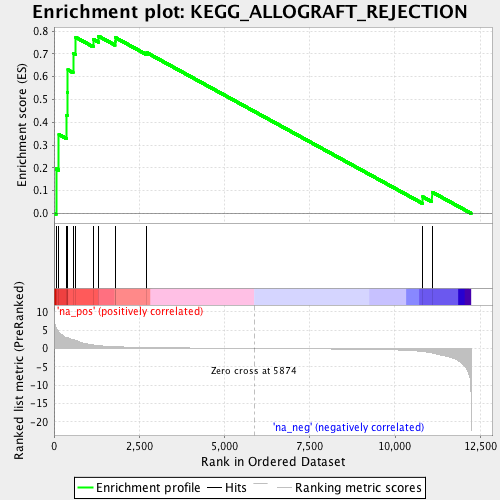 Enrichment plot: KEGG_ALLOGRAFT_REJECTION
Enrichment score (ES)
0.8
0.7
0.6
0.5
0.4
0.3
0.2
0.1
0.0
'na_pos' (positively correlated)
Ranked list metric (PreRanked)
10
5
0
-5
-10
-15
-20
Zero cross at 5874
'na_neg' (negatively correlated)
0
2,500
5,000
7,500
10,000
12,500
Rank in Ordered Dataset
Enrichment profile
Hits
Ranking metric scores